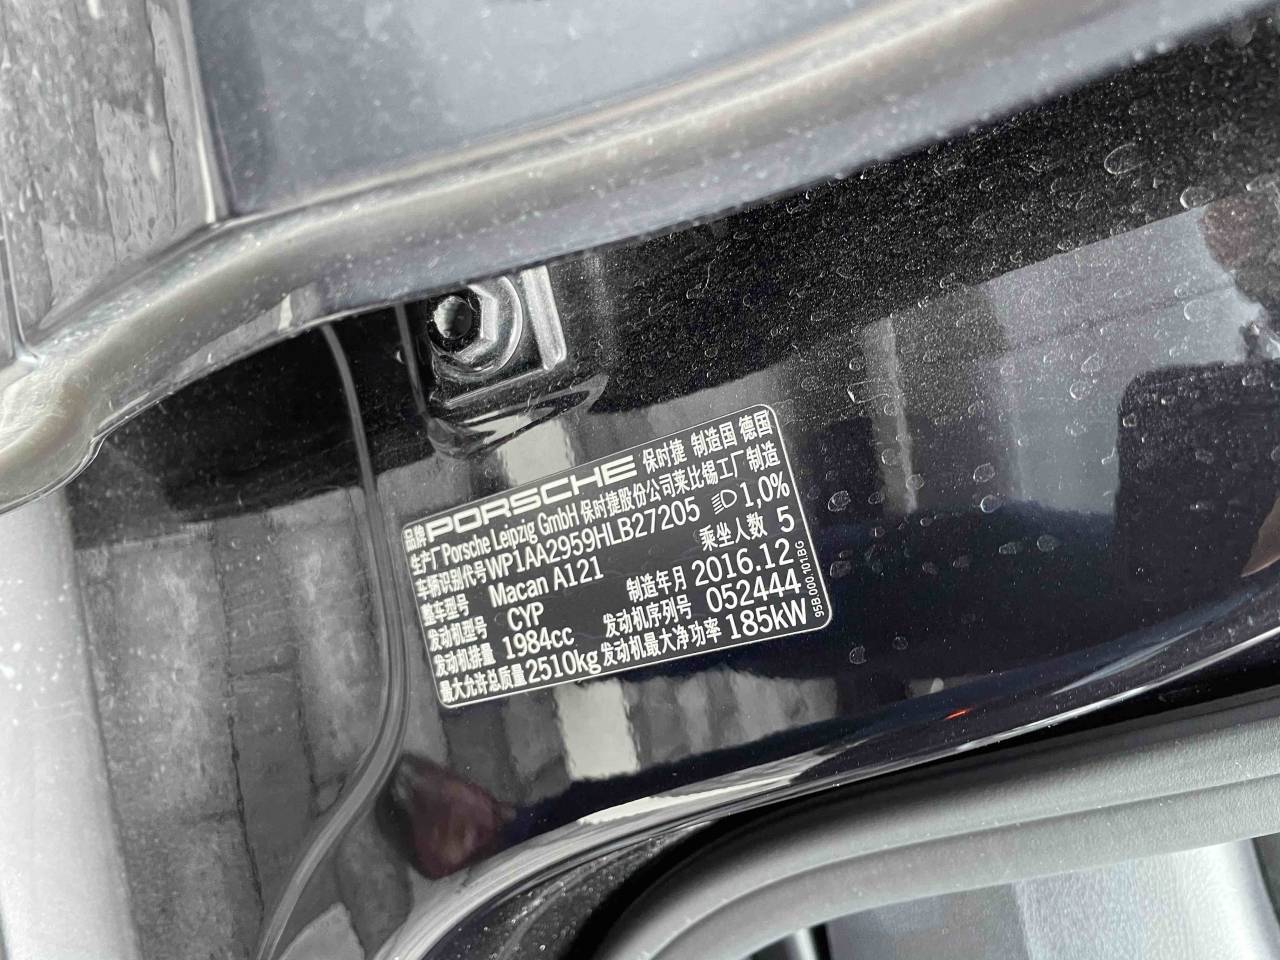 品牌 PORSCHE 保时捷 制造国 德国
生产厂 Porsche Leipzig GmbH 保时捷股份公司莱比锡工厂制造
车辆识别代号 WP1AA2959HLB27205 1,0%
整车型号 Macan A121 乘坐人数 5
发动机型号 CYP 制造年月 2016.12
发动机排量 1984cc 发动机序列号 052444
最大允许总质量 2510kg 发动机最大净功率 185kW
95B.000.101BG